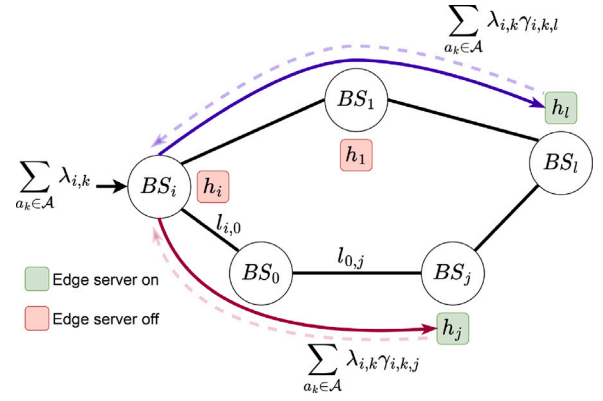 ∑ λ_{i,k}γ_{i,k,l}
a_k∈𝒜
BS_1
h_l
h_1
BS_l
∑ λ_{i,k}
a_k∈𝒜
BS_i
h_i
l_{i,0}
BS_0
l_{0,j}
BS_j
Edge server on
Edge server off
h_j
∑ λ_{i,k}γ_{i,k,j}
a_k∈𝒜